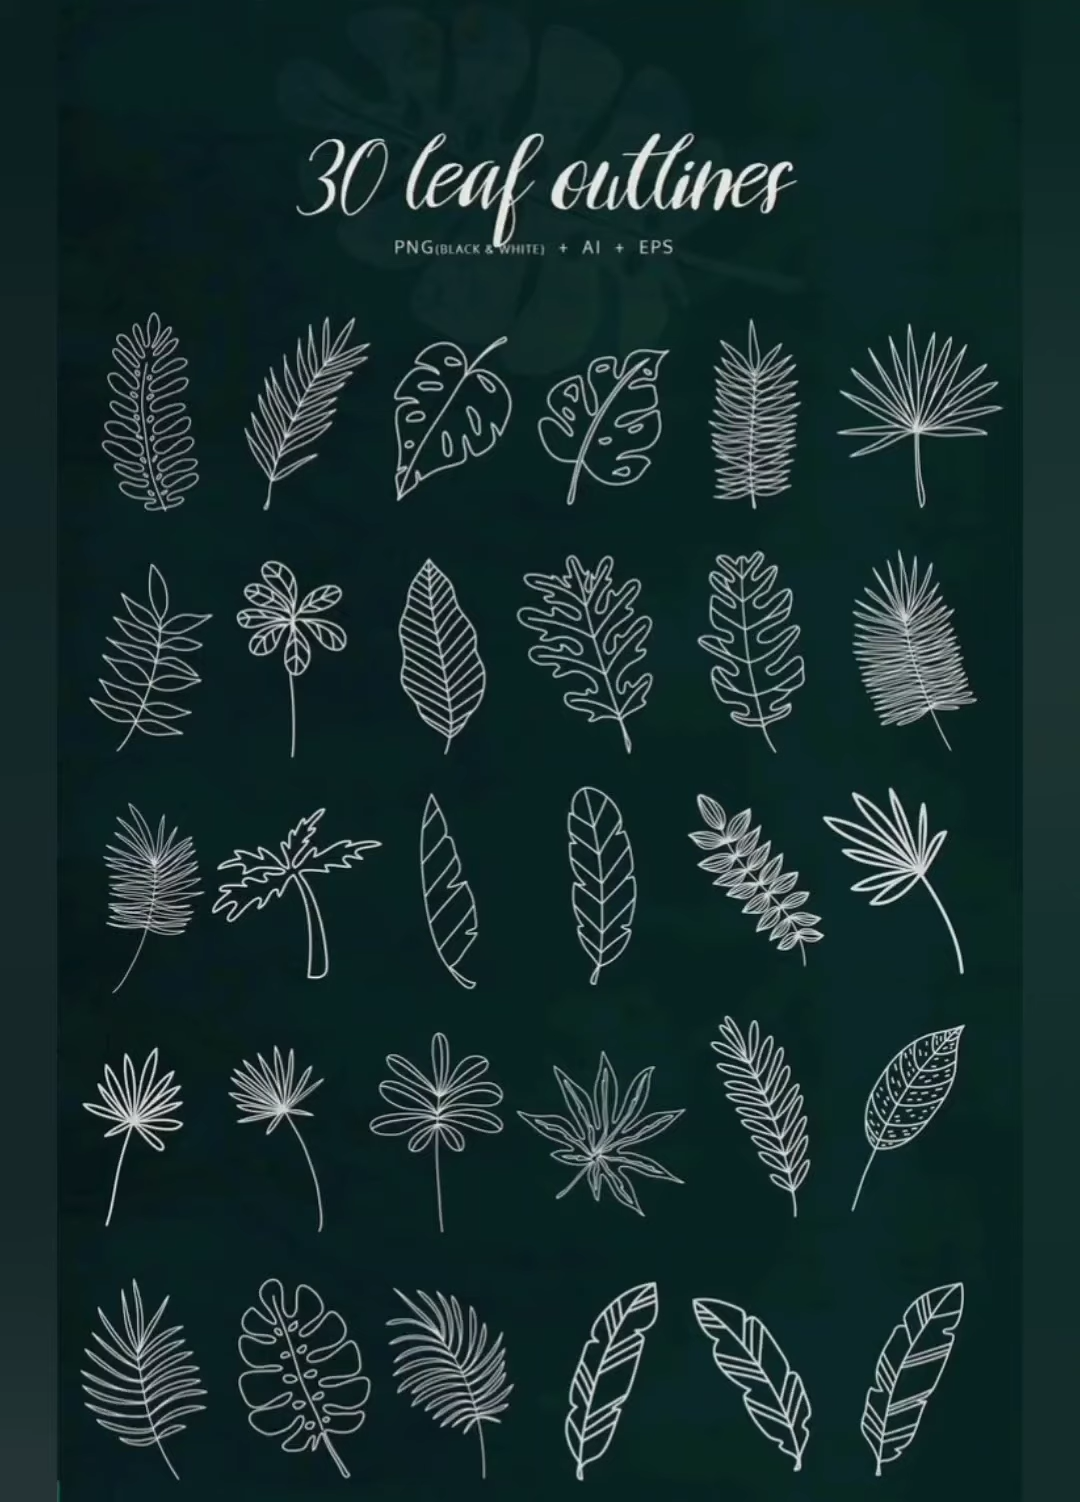 30 leaf outlines
PNG(BLACK & WHITE) + AI + EPS